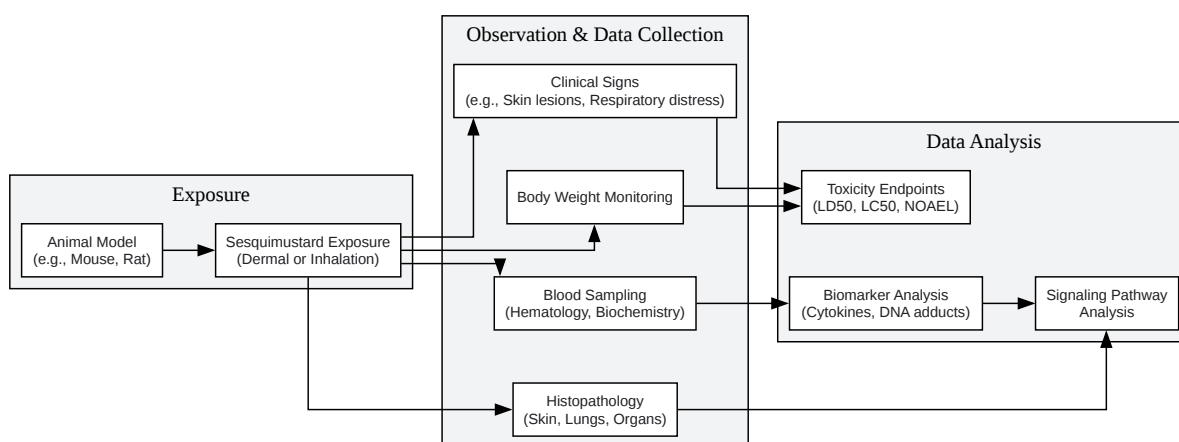 Observation & Data Collection
Clinical Signs
(e.g., Skin lesions, Respiratory distress)
Data Analysis
Exposure
Body Weight Monitoring
Toxicity Endpoints
(LD50, LC50, NOAEL)
Animal Model
(e.g., Mouse, Rat)
Sesquimustard Exposure
(Dermal or Inhalation)
Blood Sampling
(Hematology, Biochemistry)
Biomarker Analysis
(Cytokines, DNA adducts)
Signaling Pathway
Analysis
Histopathology
(Skin, Lungs, Organs)